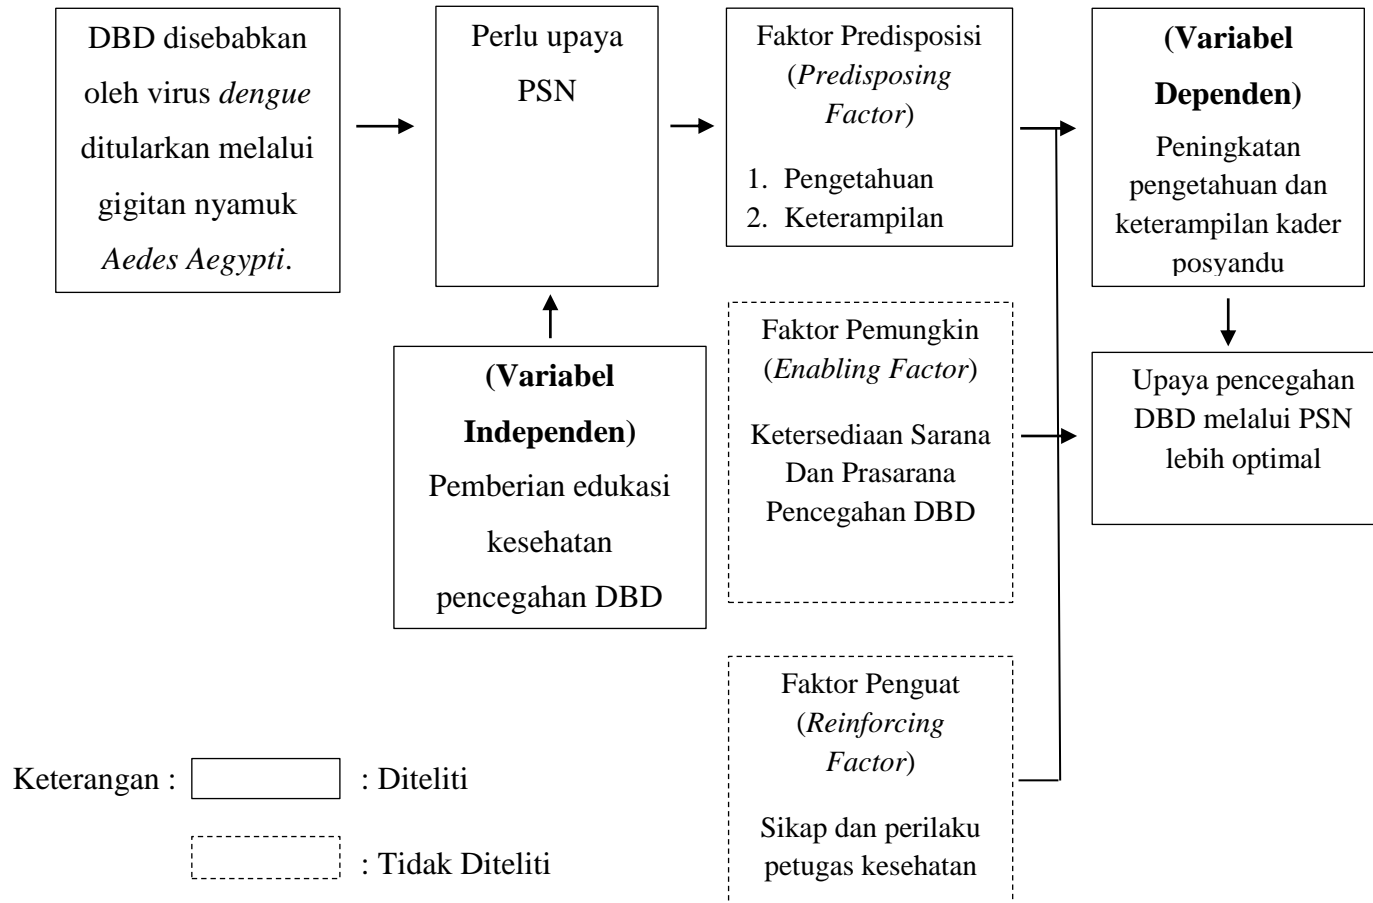 DBD disebabkan
oleh virus dengue
ditularkan melalui
gigitan nyamuk
Aedes Aegypti.
Perlu upaya
PSN
Faktor Predisposisi
(Predisposing
Factor)
1. Pengetahuan
2. Keterampilan
(Variabel
Dependen)
Peningkatan
pengetahuan dan
keterampilan kader
posyandu
(Variabel
Independen)
Pemberian edukasi
kesehatan
pencegahan DBD
Faktor Pemungkin
(Enabling Factor)
Ketersediaan Sarana
Dan Prasarana
Pencegahan DBD
Upaya pencegahan
DBD melalui PSN
lebih optimal
Faktor Penguat
(Reinforcing
Factor)
Sikap dan perilaku
petugas kesehatan
Keterangan : : Diteliti
: Tidak Diteliti